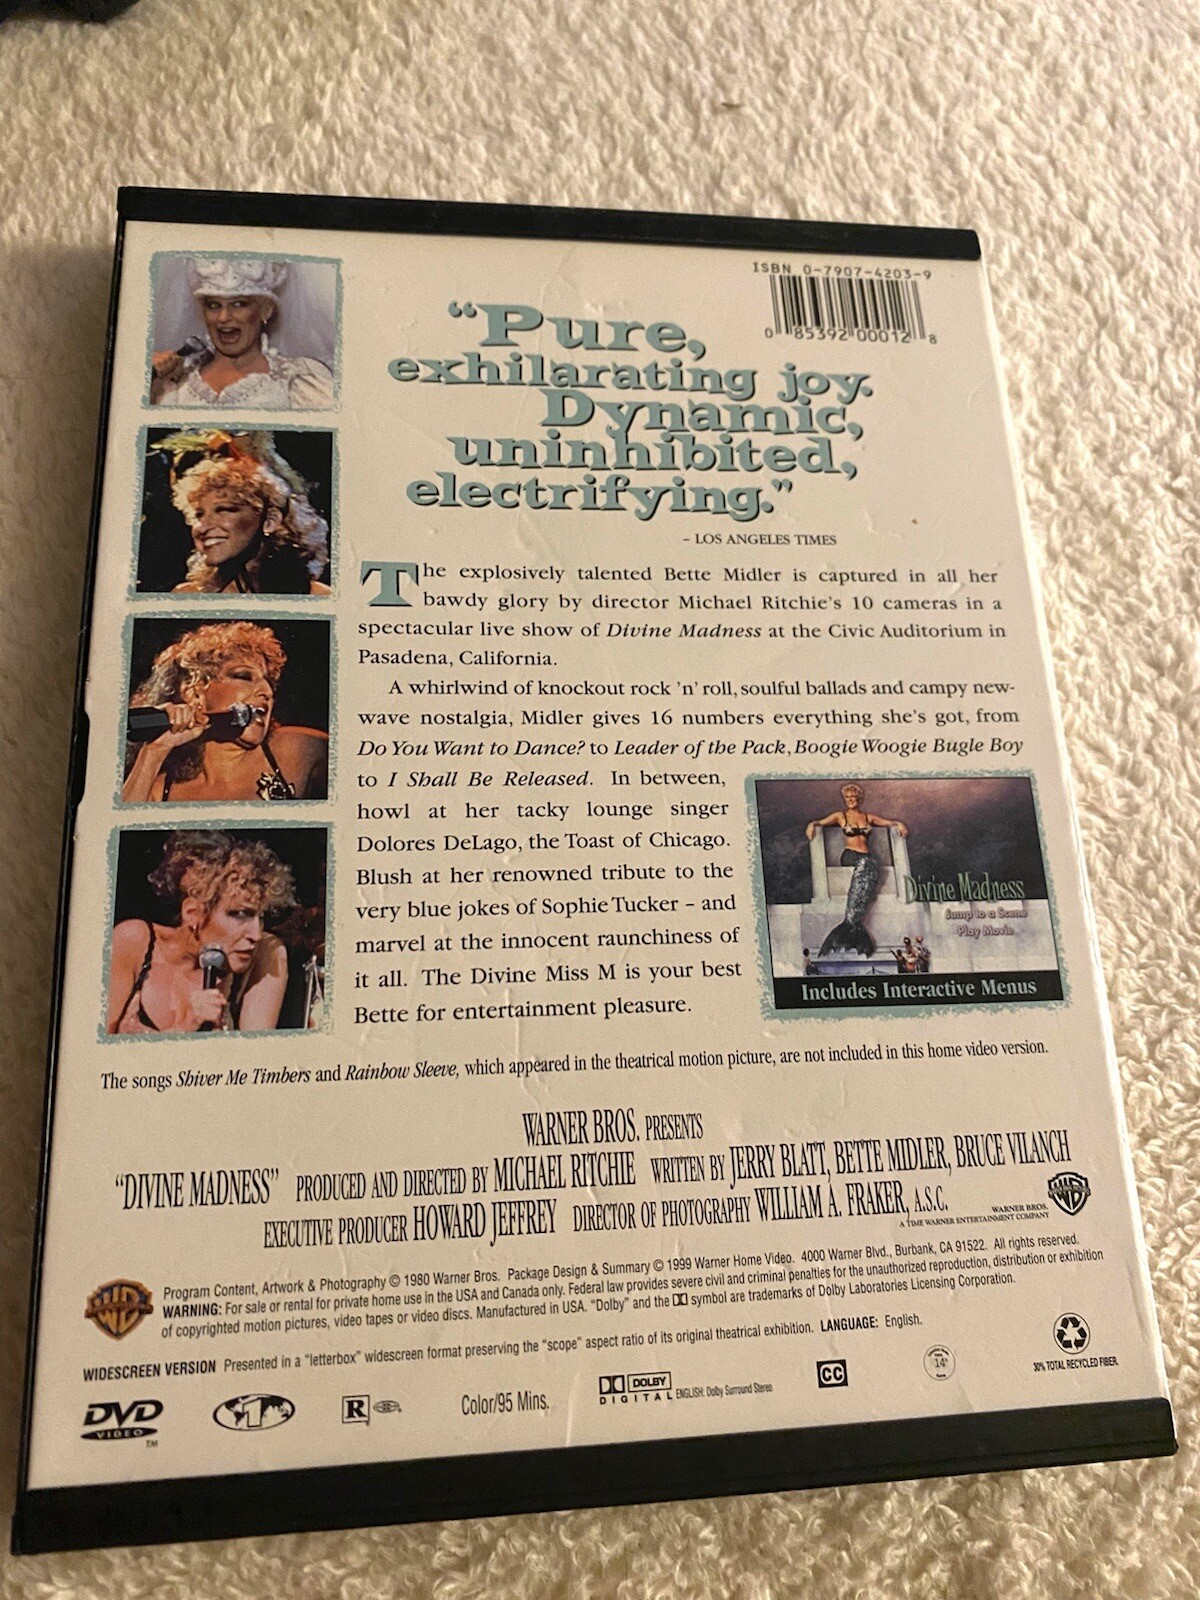 ISBN 0-7907-4203-9
0 85392 00012 8
“Pure,
exhilarating joy.
Dynamic,
uninhibited,
electrifying.”
– LOS ANGELES TIMES
The explosively talented Bette Midler is captured in all her
bawdy glory by director Michael Ritchie's 10 cameras in a
spectacular live show of Divine Madness at the Civic Auditorium in
Pasadena, California.
A whirlwind of knockout rock 'n' roll, soulful ballads and campy new-
wave nostalgia, Midler gives 16 numbers everything she's got, from
Do You Want to Dance? to Leader of the Pack, Boogie Woogie Bugle Boy
to I Shall Be Released. In between,
howl at her tacky lounge singer
Dolores DeLago, the Toast of Chicago.
Blush at her renowned tribute to the
very blue jokes of Sophie Tucker – and
marvel at the innocent raunchiness of
it all. The Divine Miss M is your best
Bette for entertainment pleasure.
Divine Madness
Jump to a Scene
Play Movie
Includes Interactive Menus
The songs Shiver Me Timbers and Rainbow Sleeve, which appeared in the theatrical motion picture, are not included in this home video version.
WARNER BROS. PRESENTS
“DIVINE MADNESS” PRODUCED AND DIRECTED BY MICHAEL RITCHIE WRITTEN BY JERRY BLATT, BETTE MIDLER, BRUCE VILANCH
EXECUTIVE PRODUCER HOWARD JEFFREY DIRECTOR OF PHOTOGRAPHY WILLIAM A. FRAKER, A.S.C.
WARNER BROS.
A TIME WARNER ENTERTAINMENT COMPANY
Program Content, Artwork & Photography © 1980 Warner Bros. Package Design & Summary © 1999 Warner Home Video. 4000 Warner Blvd., Burbank, CA 91522. All rights reserved.
WARNING: For sale or rental for private home use in the USA and Canada only. Federal law provides severe civil and criminal penalties for the unauthorized reproduction, distribution or exhibition
of copyrighted motion pictures, video tapes or video discs. Manufactured in USA. “Dolby” and the DD symbol are trademarks of Dolby Laboratories Licensing Corporation.
WIDESCREEN VERSION Presented in a “letterbox” widescreen format preserving the “scope” aspect ratio of its original theatrical exhibition. LANGUAGE: English.
DVD VIDEO TM
1
R
Color/95 Mins.
DOLBY DIGITAL ENGLISH: Dolby Surround Stereo
CC
14
30% TOTAL RECYCLED FIBER